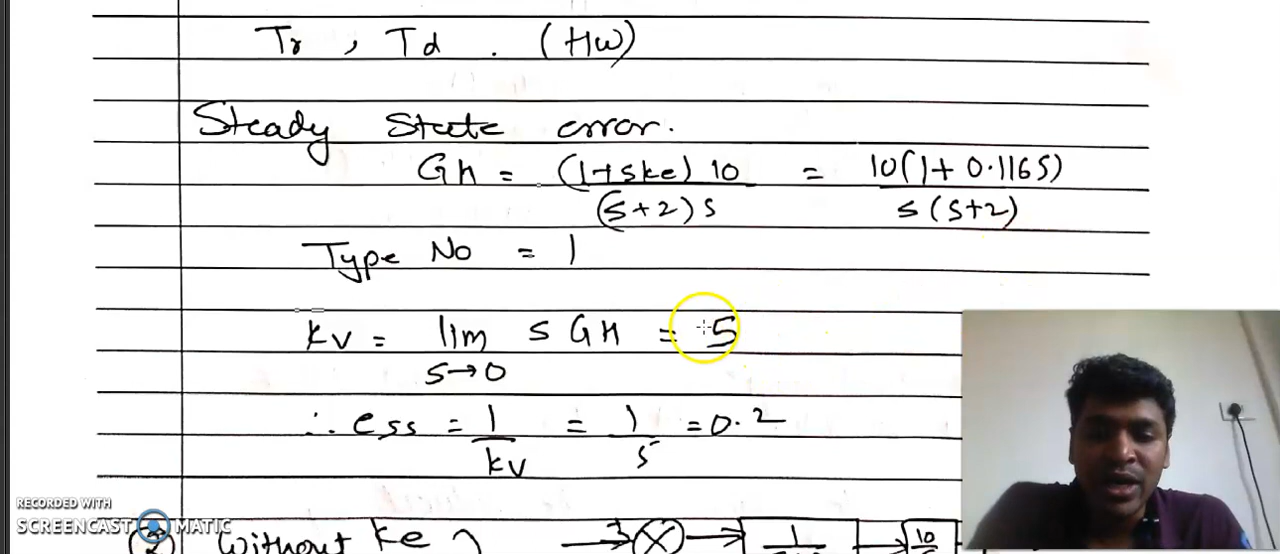 Tr , Td . (HW)
Steady State error.
GH = (1+ske) 10 / (s+2) s = 10(1+0.116s) / s(s+2)
Type No = 1
Kv = lim s→0 s GH = 5
∴ ess = 1/Kv = 1/5 = 0.2
RECORDED WITH
SCREENCAST MATIC
(2) Without Ke